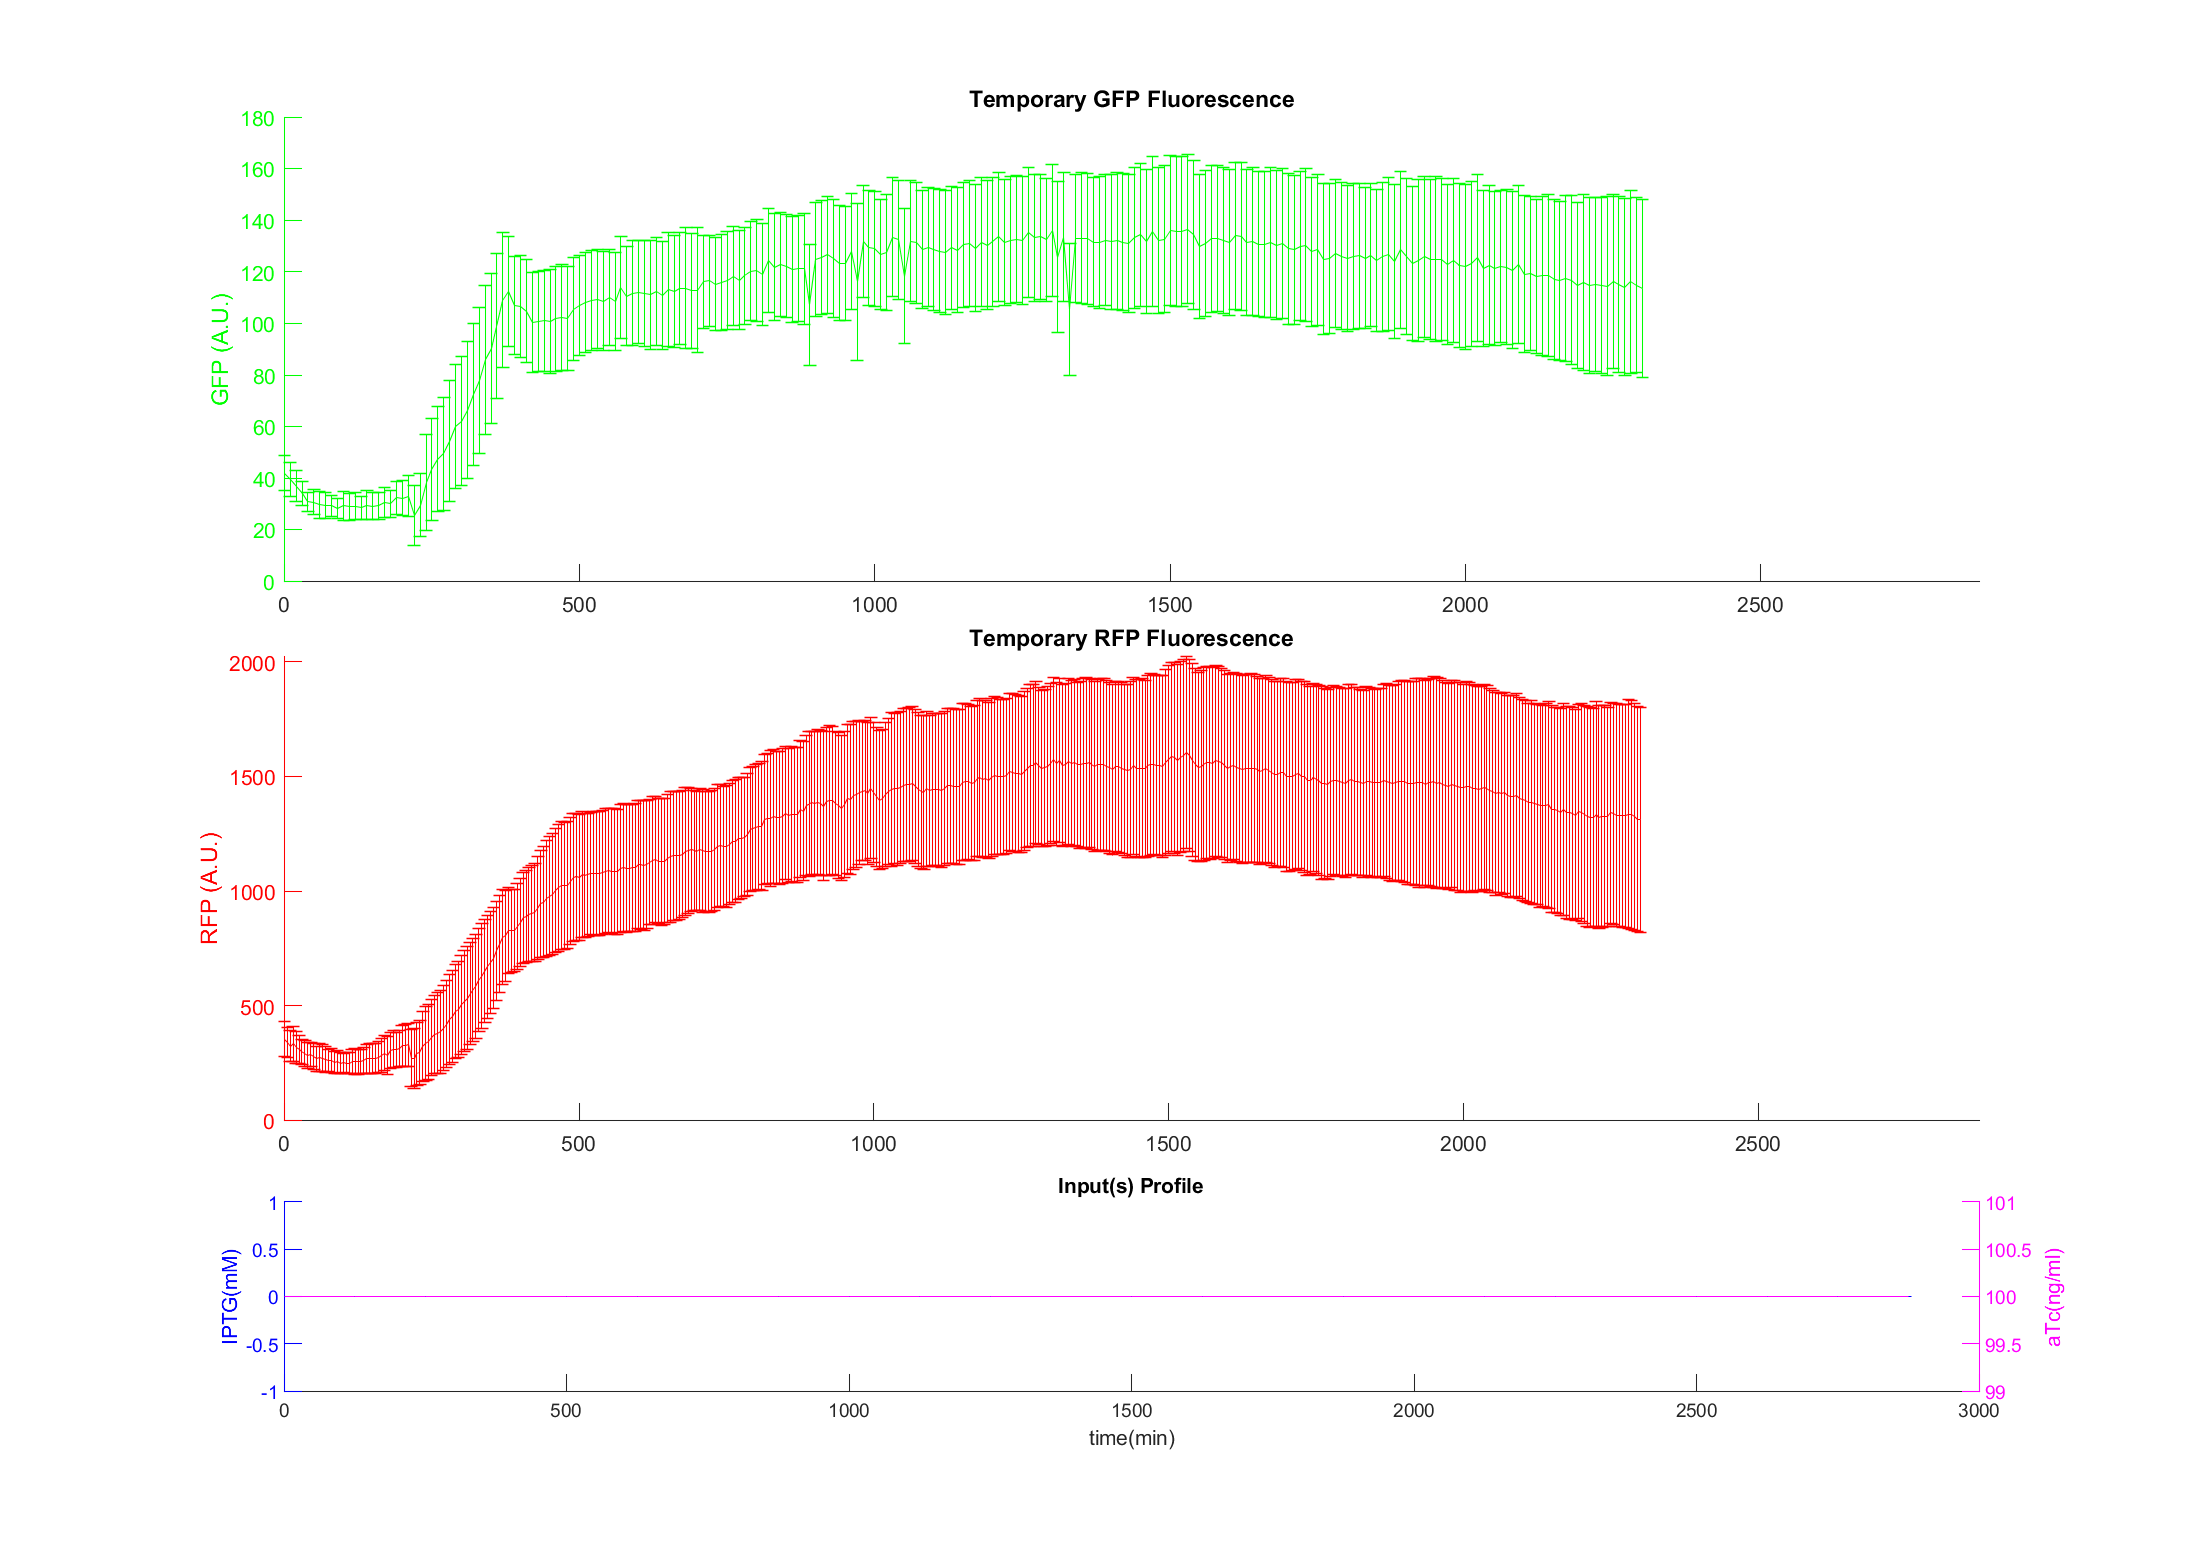 Temporary GFP Fluorescence
180
160
140
120
100
80
60
40
20
0
GFP (A.U.)
0 500 1000 1500 2000 2500
Temporary RFP Fluorescence
2000
1500
1000
500
0
RFP (A.U.)
0 500 1000 1500 2000 2500
Input(s) Profile
1
0.5
0
-0.5
-1
IPTG(mM)
101
100.5
100
99.5
99
aTc(ng/ml)
0 500 1000 1500 2000 2500 3000
time(min)